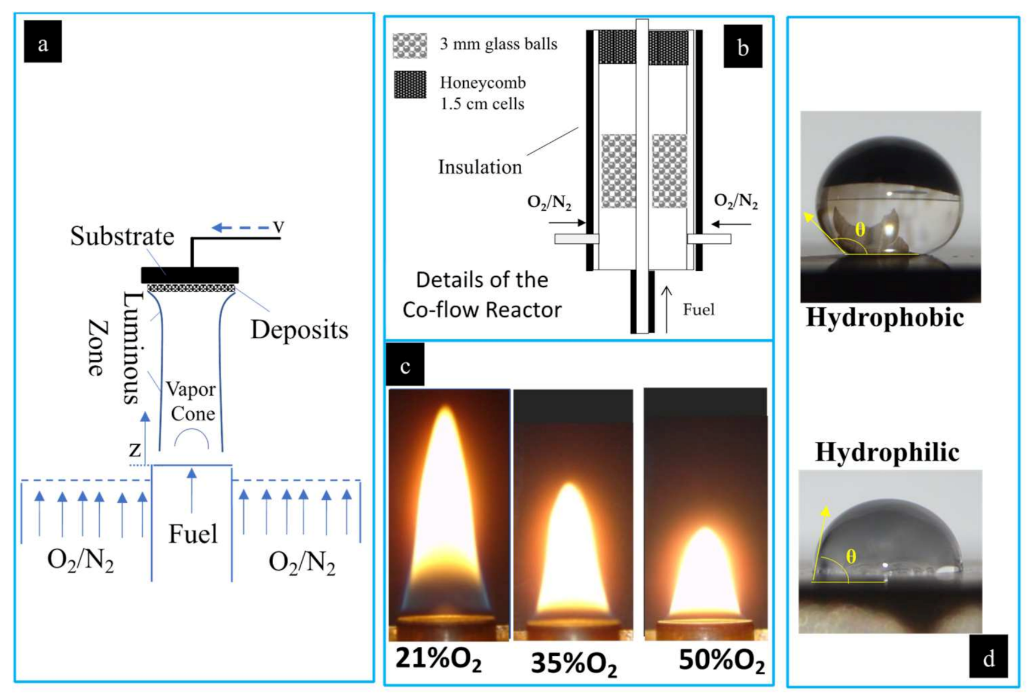 a
v
Substrate
Deposits
Luminous
Zone
Vapor
Cone
z
Fuel
O₂/N₂
O₂/N₂
b
3 mm glass balls
Honeycomb
1.5 cm cells
Insulation
O₂/N₂
O₂/N₂
Details of the
Co-flow Reactor
Fuel
c
21%O₂
35%O₂
50%O₂
θ
Hydrophobic
Hydrophilic
θ
d